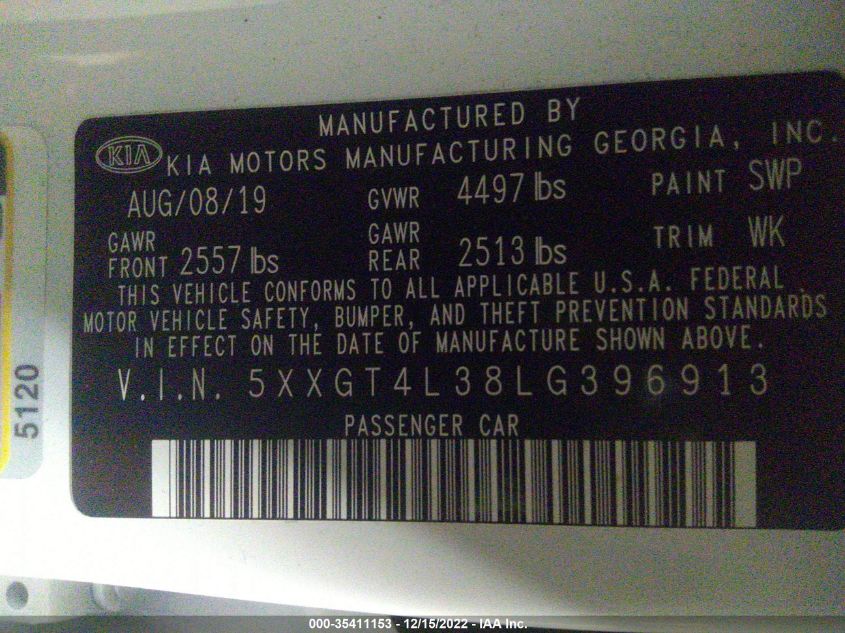 MANUFACTURED BY
KIA KIA MOTORS MANUFACTURING GEORGIA, INC.
AUG/08/19 GVWR 4497 lbs PAINT SWP
GAWR FRONT 2557 lbs GAWR REAR 2513 lbs TRIM WK
THIS VEHICLE CONFORMS TO ALL APPLICABLE U.S.A. FEDERAL
MOTOR VEHICLE SAFETY, BUMPER, AND THEFT PREVENTION STANDARDS
IN EFFECT ON THE DATE OF MANUFACTURE SHOWN ABOVE.
V.I.N. 5XXGT4L38LG396913
PASSENGER CAR
5120
000-35411153 - 12/15/2022 - IAA Inc.